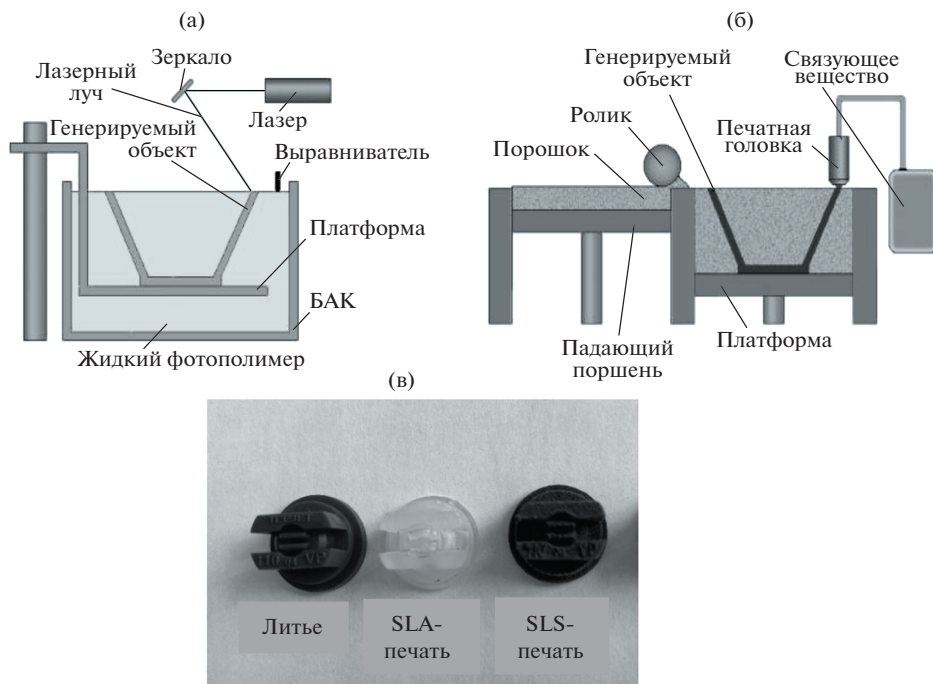 (а)
Зеркало
Лазерный
луч
Лазер
Генерируемый
объект
Выравниватель
Платформа
БАК
Жидкий фотополимер
(б)
Генерируемый
объект
Связующее
вещество
Ролик
Печатная
головка
Порошок
Падающий
поршень
Платформа
(в)
Литье
SLA-
печать
SLS-
печать